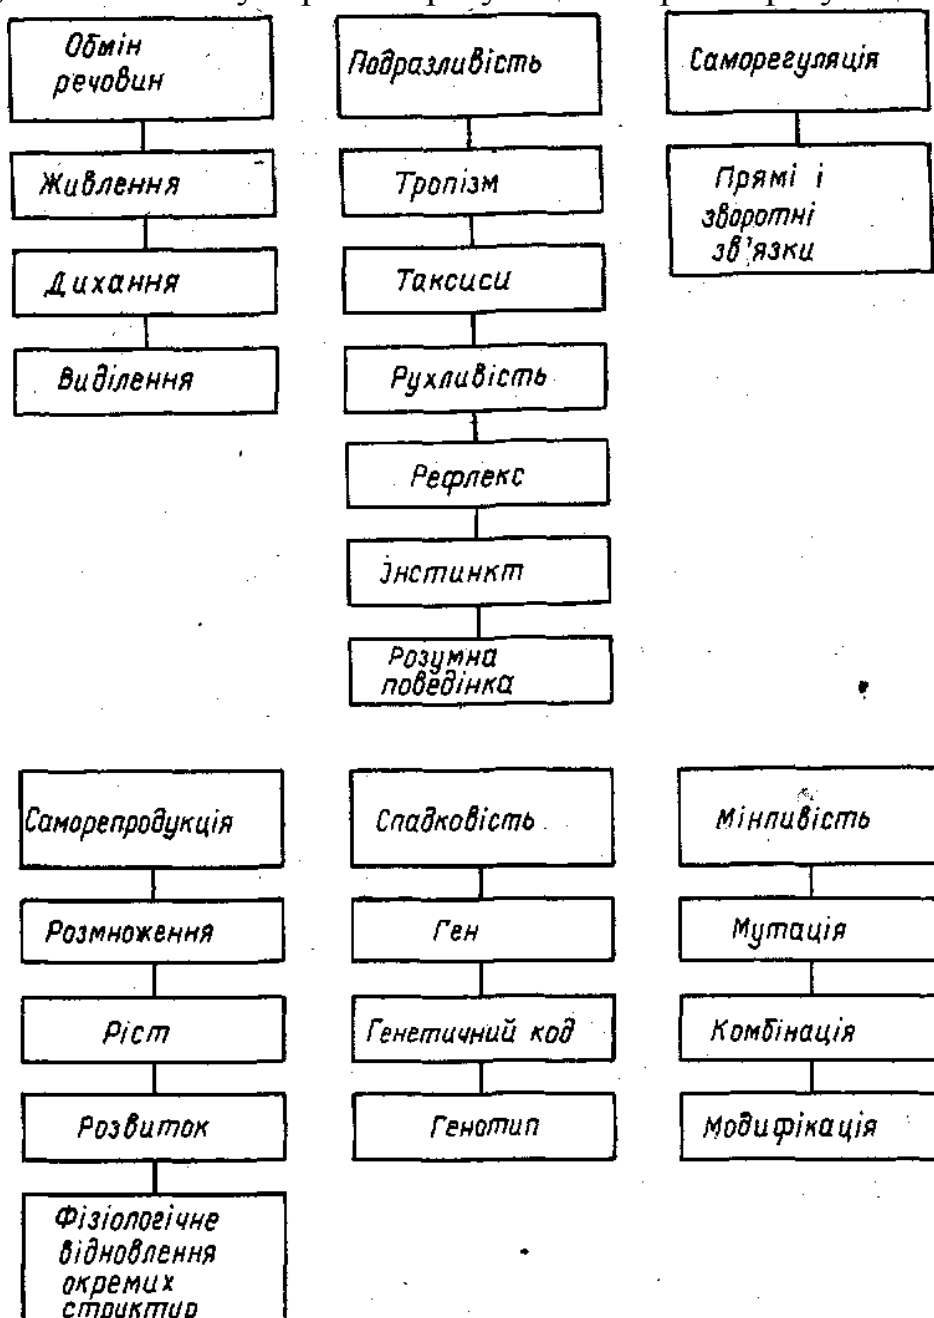 Обмін
речовин
Живлення
Дихання
Виділення
Подразливість
Тропізм
Таксиси
Рухливість
Рефлекс
Інстинкт
Розумна
поведінка
Саморегуляція
Прямі і
зворотні
зв'язки
Саморепродукція
Розмноження
Ріст
Розвиток
Фізіологічне
відновлення
окремих
структур
Спадковість
Ген
Генетичний код
Генотип
Мінливість
Мутація
Комбінація
Модифікація